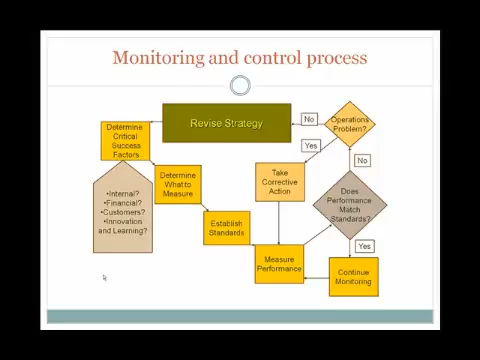 Monitoring and control process
Revise Strategy
No
Operations
Problem?
Determine
Critical
Success
Factors
Yes
No
Determine
What to
Measure
Take
Corrective
Action
Does
Performance
Match
Standards?
•Internal?
•Financial?
•Customers?
•Innovation
and Learning?
Establish
Standards
Yes
Measure
Performance
Continue
Monitoring